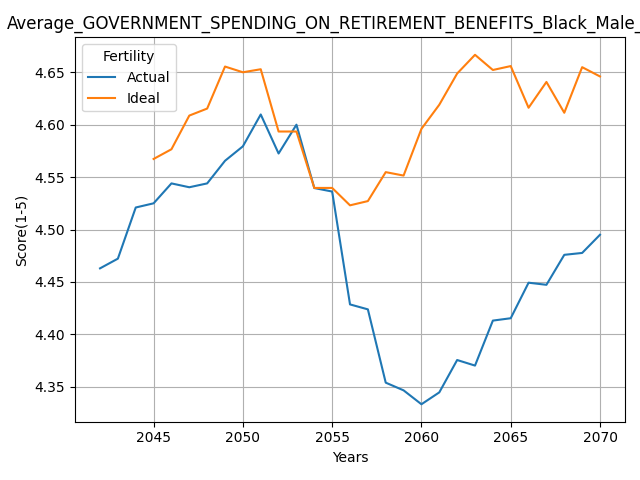 Average_GOVERNMENT_SPENDING_ON_RETIREMENT_BENEFITS_Black_Male_
Fertility
Actual
Ideal
Score(1-5)
4.65
4.60
4.55
4.50
4.45
4.40
4.35
2045 2050 2055 2060 2065 2070
Years